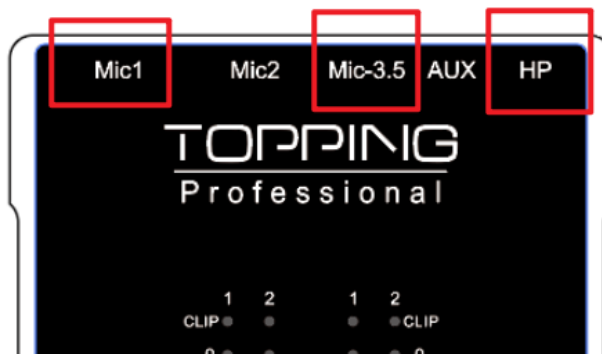 Mic1 Mic2 Mic-3.5 AUX HP
TOPPING
Professional
1 2 1 2
CLIP CLIP